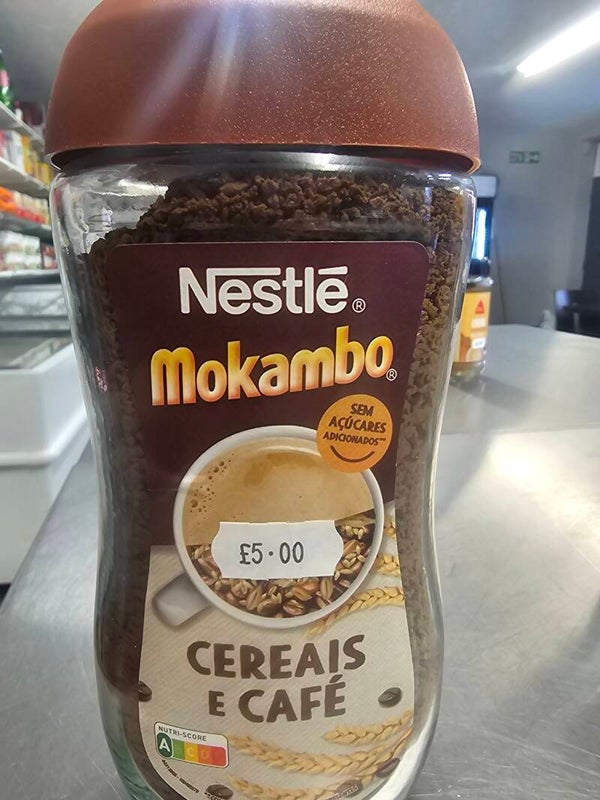 Nestlé®
Mokambo®
SEM
AÇÚCARES
ADICIONADOS***
£5·00
CEREAIS
E CAFÉ
NUTRI-SCORE
A